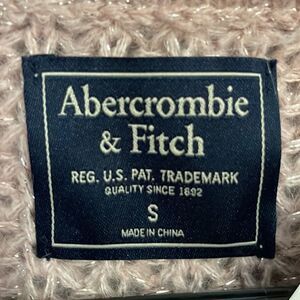 Abercrombie
& Fitch
REG. U.S. PAT. TRADEMARK
QUALITY SINCE 1892
S
MADE IN CHINA